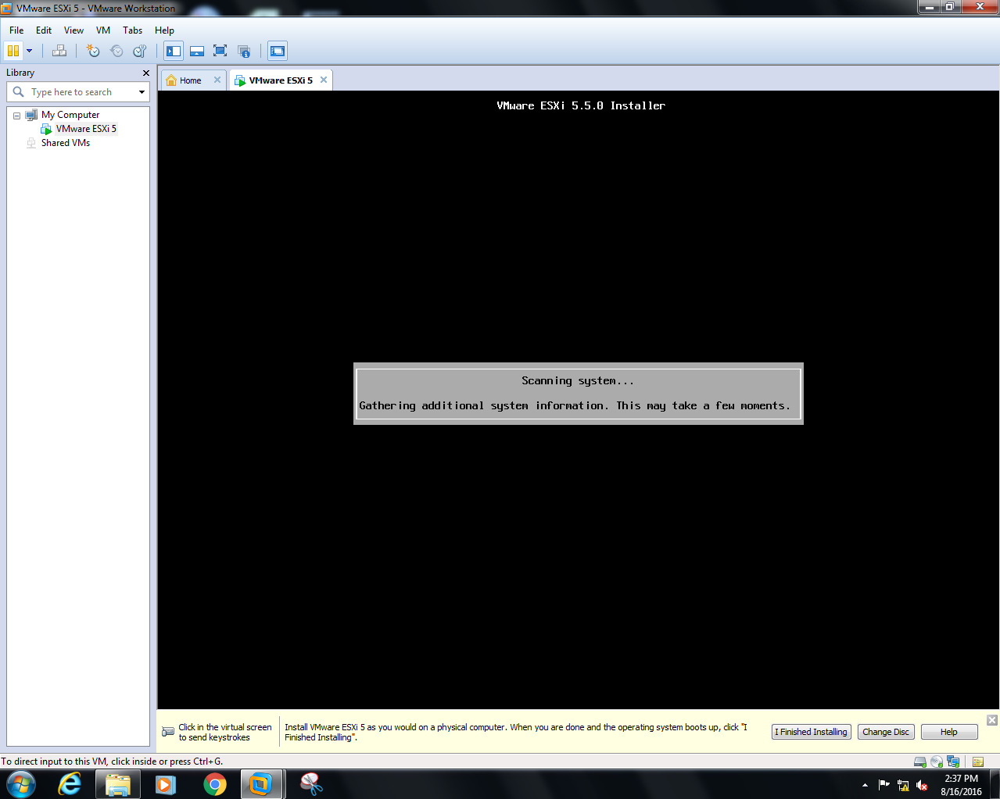 VMware ESXi 5 - VMware Workstation
File Edit View VM Tabs Help
Library
Type here to search
My Computer
VMware ESXi 5
Shared VMs
Home
VMware ESXi 5
VMware ESXi 5.5.0 Installer
Scanning system...
Gathering additional system information. This may take a few moments.
Click in the virtual screen
to send keystrokes
Install VMware ESXi 5 as you would on a physical computer. When you are done and the operating system boots up, click "I
Finished Installing".
I Finished Installing
Change Disc
Help
To direct input to this VM, click inside or press Ctrl+G.
2:37 PM
8/16/2016